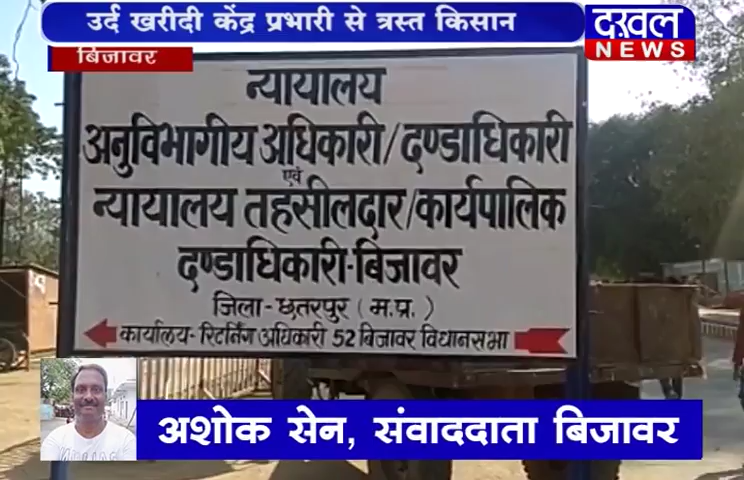 उर्द खरीदी केंद्र प्रभारी से त्रस्त किसान
दख़ल
NEWS
बिजावर
न्यायालय
अनुविभागीय अधिकारी/दण्डाधिकारी
एवं
न्यायालय तहसीलदार/कार्यपालिक
दण्डाधिकारी-बिजावर
जिला-छतरपुर (म.प्र.)
कार्यालय-रिटर्निंग अधिकारी 52 बिजावर विधानसभा
अशोक सेन, संवाददाता बिजावर